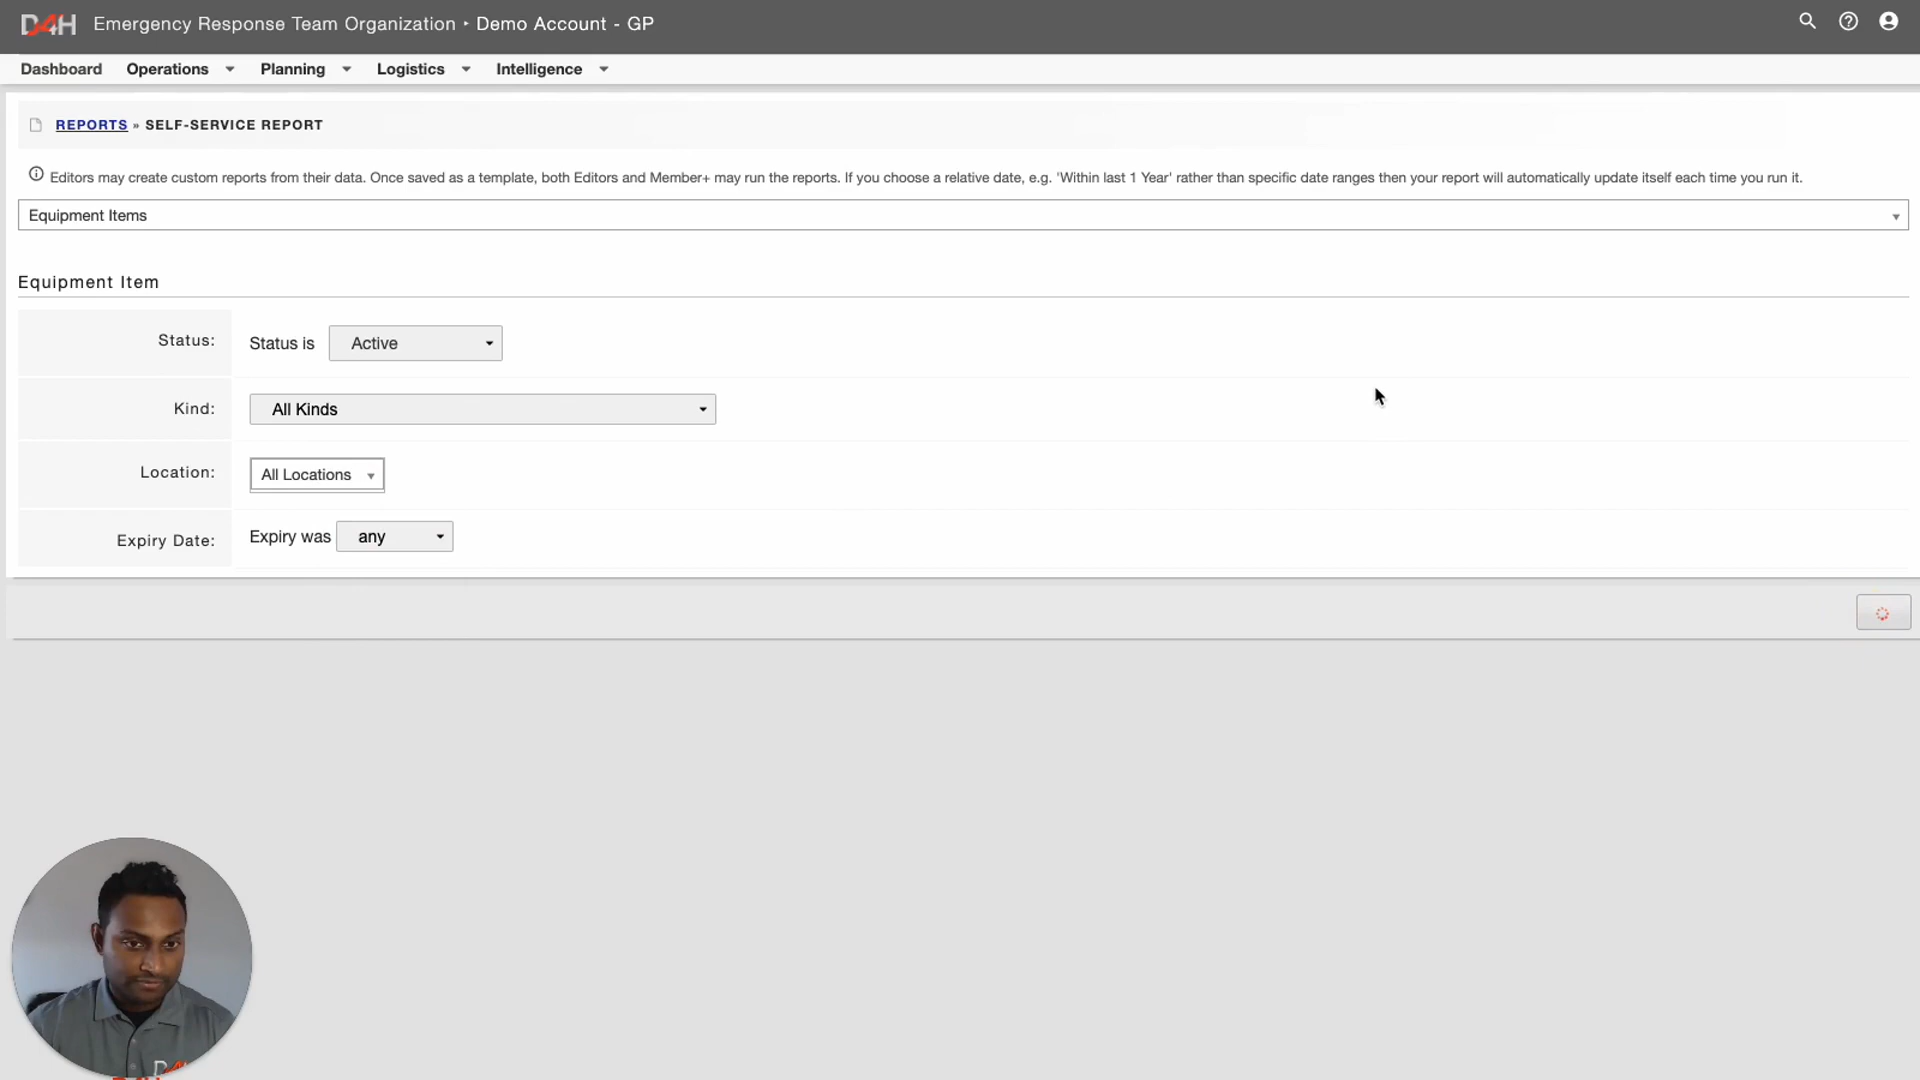 D4H Emergency Response Team Organization ‣ Demo Account - GP
Dashboard Operations Planning Logistics Intelligence
REPORTS » SELF-SERVICE REPORT
Editors may create custom reports from their data. Once saved as a template, both Editors and Member+ may run the reports. If you choose a relative date, e.g. 'Within last 1 Year' rather than specific date ranges then your report will automatically update itself each time you run it.
Equipment Items
Equipment Item
Status: Status is Active
Kind: All Kinds
Location: All Locations
Expiry Date: Expiry was any
D4H